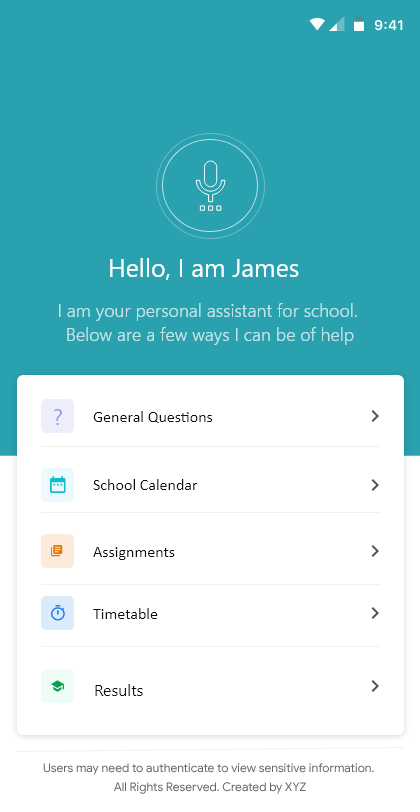 9:41
Hello, I am James
I am your personal assistant for school.
Below are a few ways I can be of help
?
General Questions
School Calendar
Assignments
Timetable
Results
Users may need to authenticate to view sensitive information.
All Rights Reserved. Created by XYZ